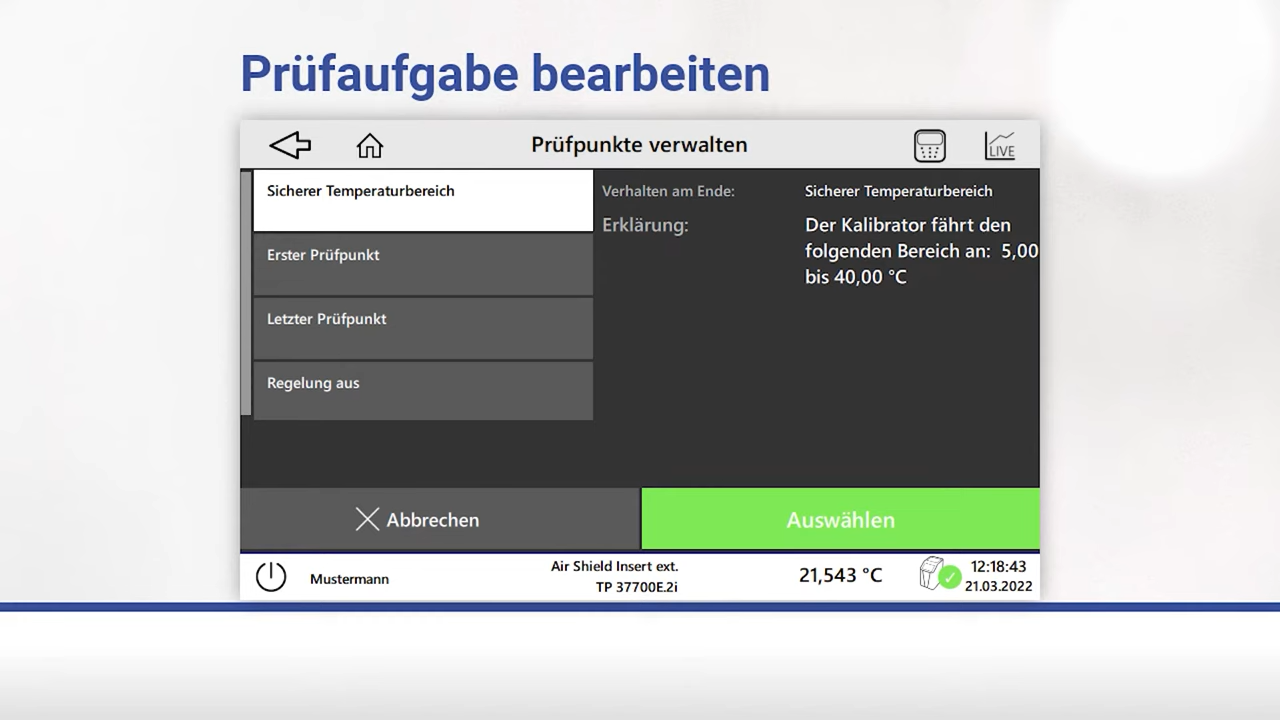 Prüfaufgabe bearbeiten
Prüfpunkte verwalten
LIVE
Sicherer Temperaturbereich
Erster Prüfpunkt
Letzter Prüfpunkt
Regelung aus
Verhalten am Ende: Sicherer Temperaturbereich
Erklärung: Der Kalibrator fährt den
folgenden Bereich an: 5,00
bis 40,00 °C
Abbrechen
Auswählen
Mustermann
Air Shield Insert ext.
TP 37700E.2i
21,543 °C
12:18:43
21.03.2022